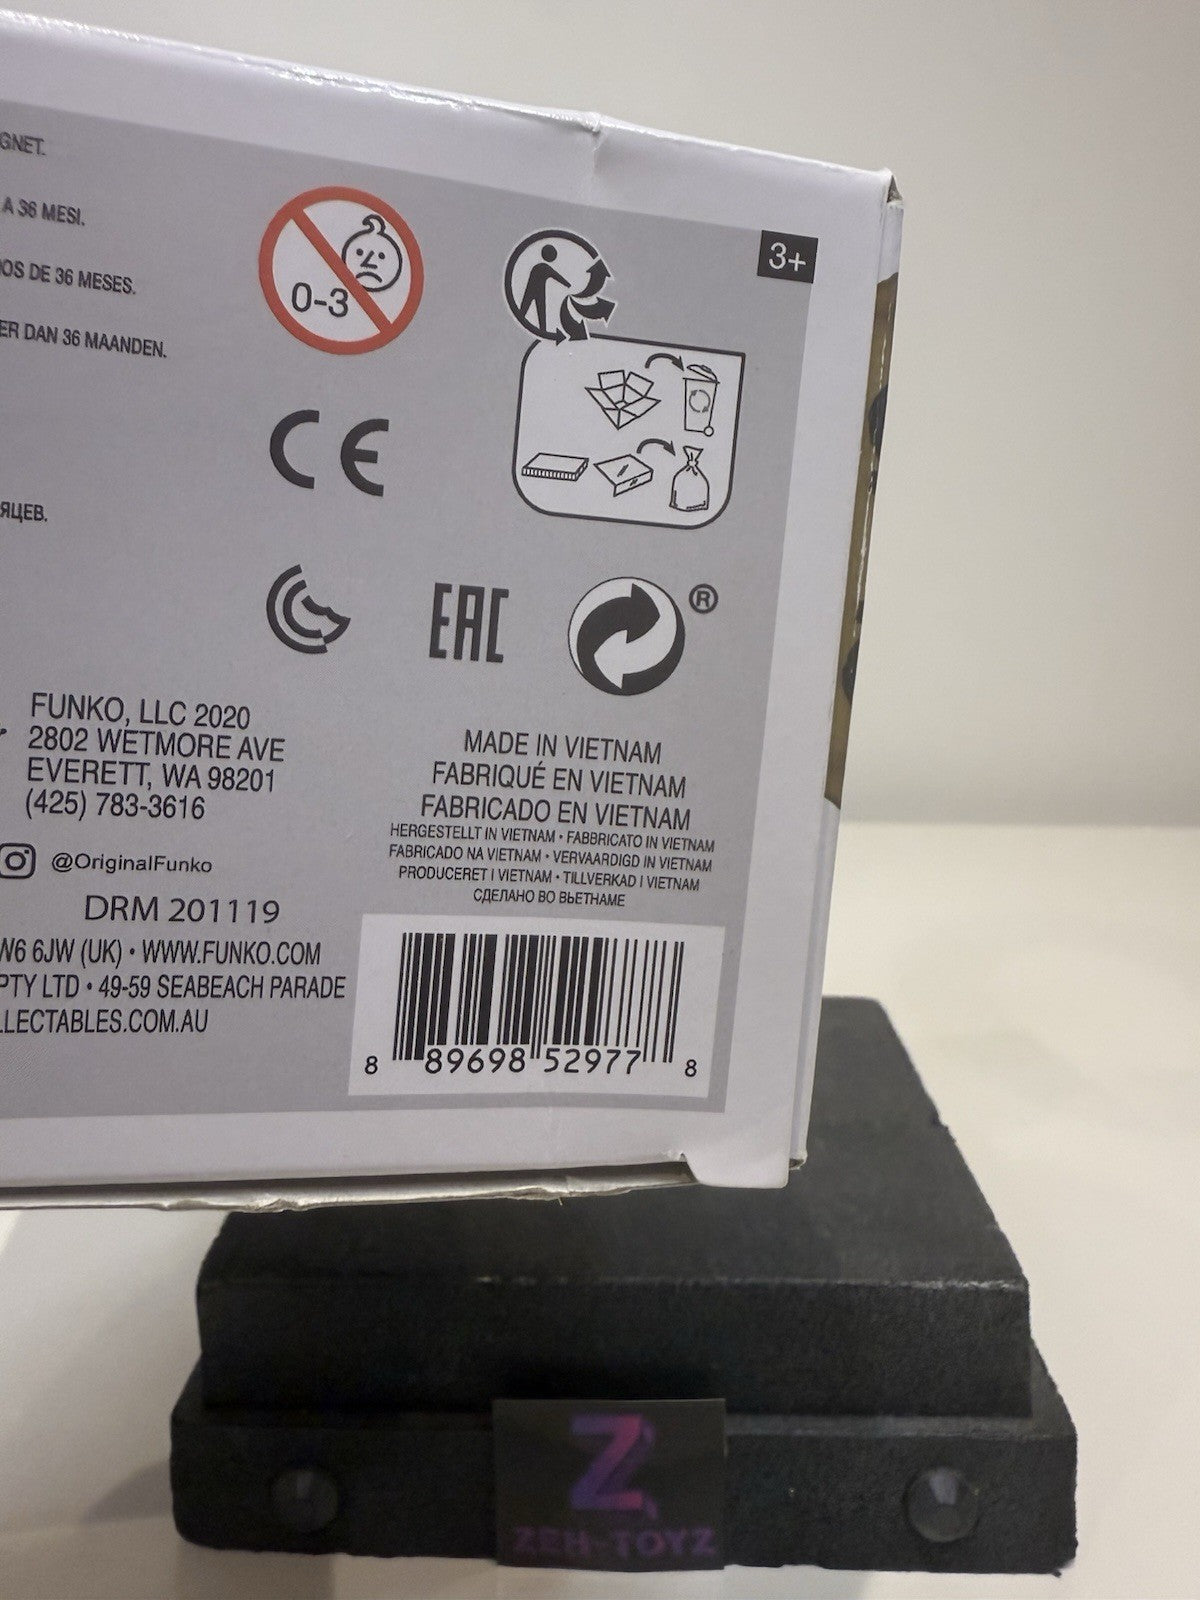 GNET.
A 36 MESI.
OS DE 36 MESES.
ER DAN 36 MAANDEN.
ЯЦЕВ.
0-3
3+
CE
EAC
®
FUNKO, LLC 2020
2802 WETMORE AVE
EVERETT, WA 98201
(425) 783-3616
@OriginalFunko
DRM 201119
W6 6JW (UK) • WWW.FUNKO.COM
PTY LTD • 49-59 SEABEACH PARADE
LLECTABLES.COM.AU
MADE IN VIETNAM
FABRIQUÉ EN VIETNAM
FABRICADO EN VIETNAM
HERGESTELLT IN VIETNAM • FABBRICATO IN VIETNAM
FABRICADO NA VIETNAM • VERVAARDIGD IN VIETNAM
PRODUCERET I VIETNAM • TILLVERKAD I VIETNAM
СДЕЛАНО ВО ВЬЕТНАМЕ
8 89698 52977 8
Z
ZEH-TOYZ